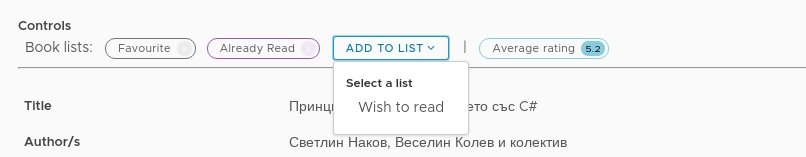 Controls
Book lists: Favourite Already Read ADD TO LIST | Average rating 5.2
Select a list
Wish to read
Title ето със C#
Author/s Светлин Наков, Веселин Колев и колектив